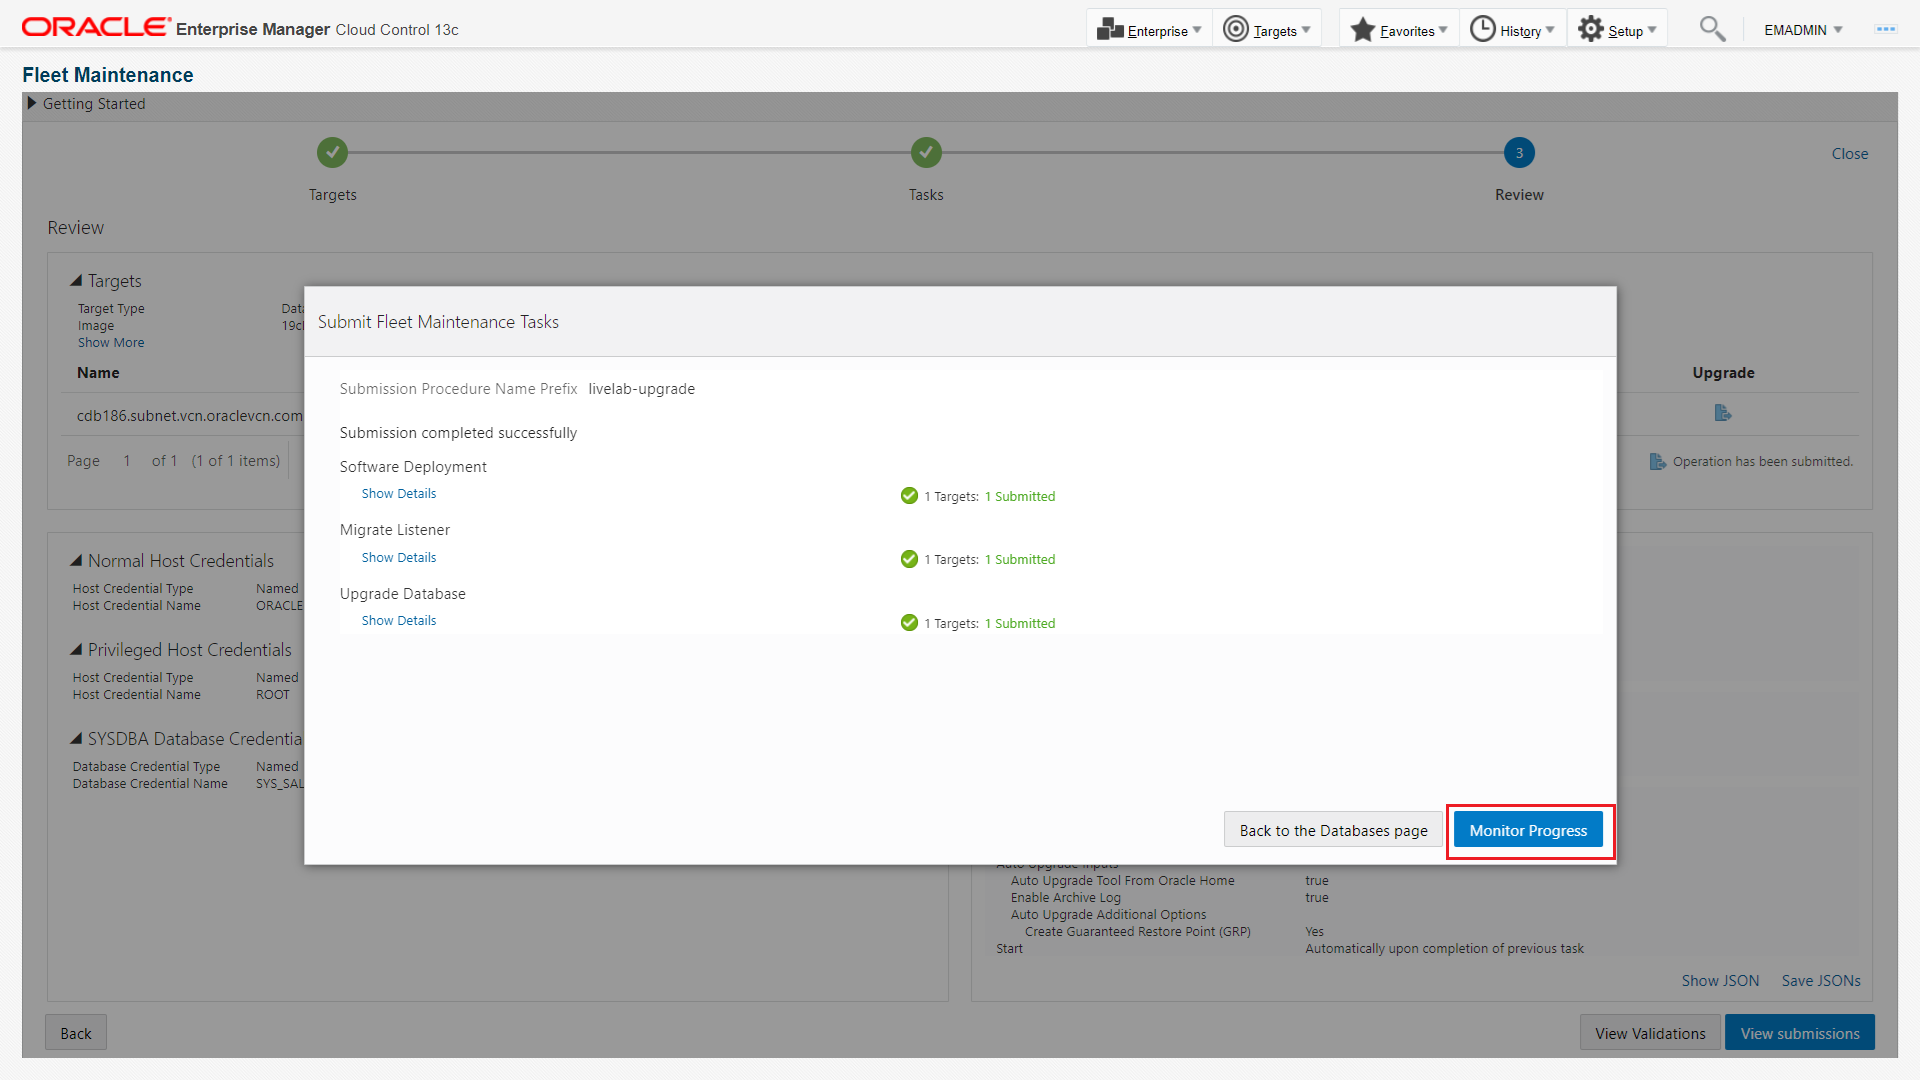 ORACLE Enterprise Manager Cloud Control 13c
Enterprise
Targets
Favorites
History
Setup
EMADMIN
Fleet Maintenance
Getting Started
3
Close
Targets
Tasks
Review
Review
Targets
Target Type
Image
Show More
Name
Upgrade
cdb186.subnet.vcn.oraclevcn.com
Page 1 of 1 (1 of 1 items)
Operation has been submitted.
Submit Fleet Maintenance Tasks
Submission Procedure Name Prefix livelab-upgrade
Submission completed successfully
Software Deployment
Show Details
1 Targets: 1 Submitted
Migrate Listener
Show Details
1 Targets: 1 Submitted
Upgrade Database
Show Details
1 Targets: 1 Submitted
Back to the Databases page
Monitor Progress
Normal Host Credentials
Host Credential Type Named
Host Credential Name ORACLE
Privileged Host Credentials
Host Credential Type Named
Host Credential Name ROOT
SYSDBA Database Credentia
Database Credential Type Named
Database Credential Name SYS_SAL
Auto Upgrade Inputs
Auto Upgrade Tool From Oracle Home true
Enable Archive Log true
Auto Upgrade Additional Options
Create Guaranteed Restore Point (GRP) Yes
Start Automatically upon completion of previous task
Show JSON
Save JSONs
Back
View Validations
View submissions